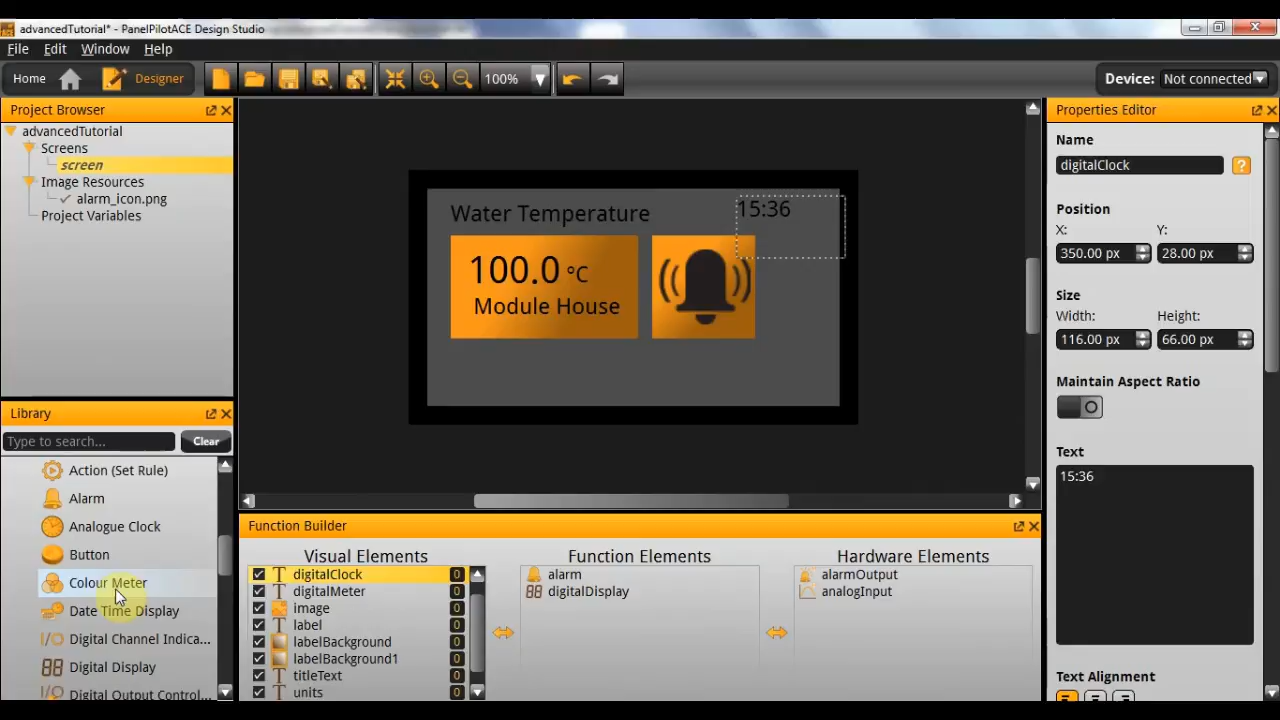 advancedTutorial* - PanelPilotACE Design Studio
File Edit Window Help
Home Designer 100% Device: Not connected
Project Browser
advancedTutorial
Screens
screen
Image Resources
alarm_icon.png
Project Variables
Library
Type to search... Clear
Action (Set Rule)
Alarm
Analogue Clock
Button
Colour Meter
Date Time Display
Digital Channel Indica...
Digital Display
Digital Output Control...
Water Temperature 15:36
100.0 °C
Module House
Function Builder
Visual Elements
digitalClock 0
digitalMeter 0
image 0
label 0
labelBackground 0
labelBackground1 0
titleText 0
units 0
Function Elements
alarm
digitalDisplay
Hardware Elements
alarmOutput
analogInput
Properties Editor
Name
digitalClock ?
Position
X: Y:
350.00 px 28.00 px
Size
Width: Height:
116.00 px 66.00 px
Maintain Aspect Ratio
Text
15:36
Text Alignment